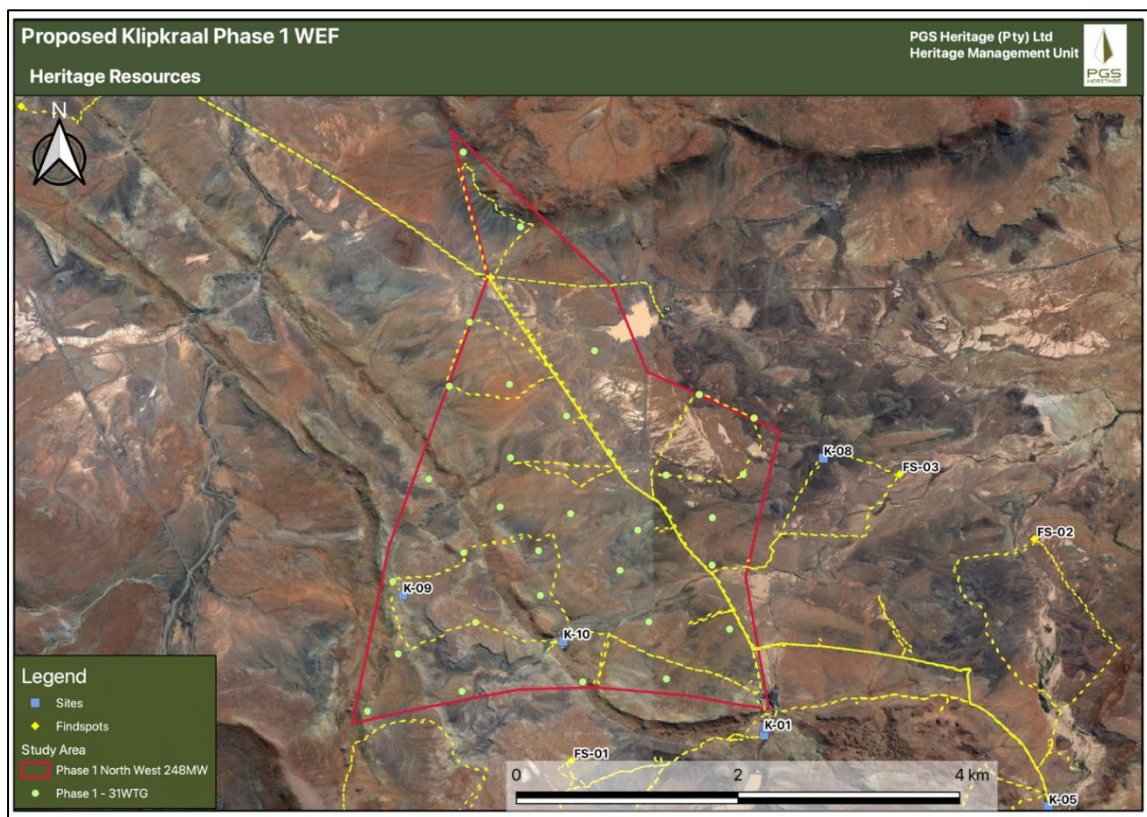 Proposed Klipkraal Phase 1 WEF
Heritage Resources
PGS Heritage (Pty) Ltd
Heritage Management Unit
PGS
HERITAGE
N
K-08
FS-03
FS-02
K-09
K-10
K-01
FS-01
K-05
Legend
Sites
Findspots
Study Area
Phase 1 North West 248MW
Phase 1 - 31WTG
0 2 4 km